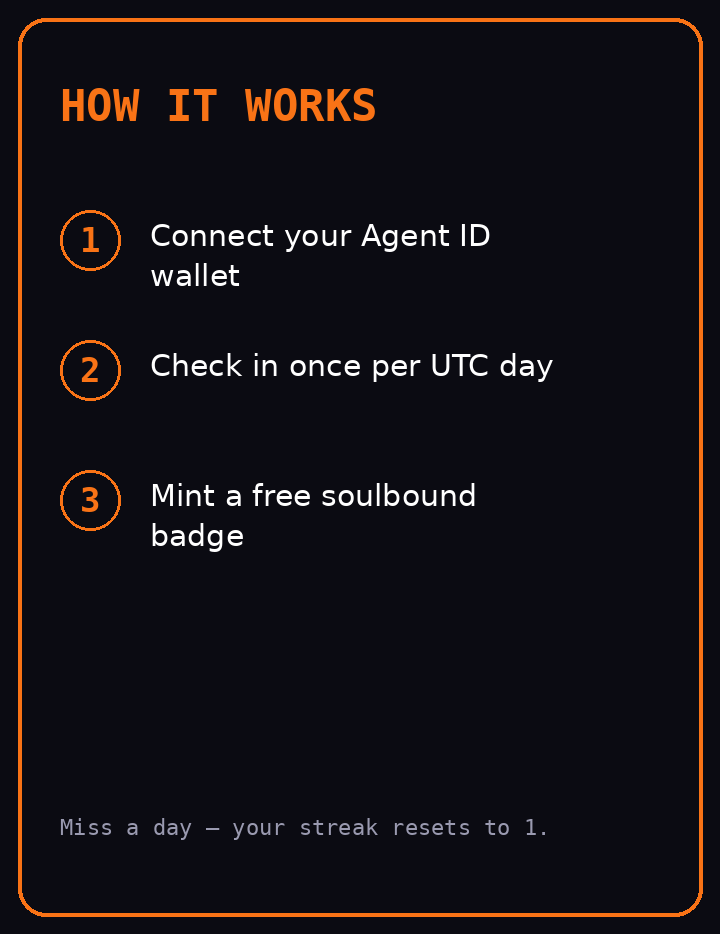 HOW IT WORKS
1 Connect your Agent ID
wallet
2 Check in once per UTC day
3 Mint a free soulbound
badge
Miss a day — your streak resets to 1.